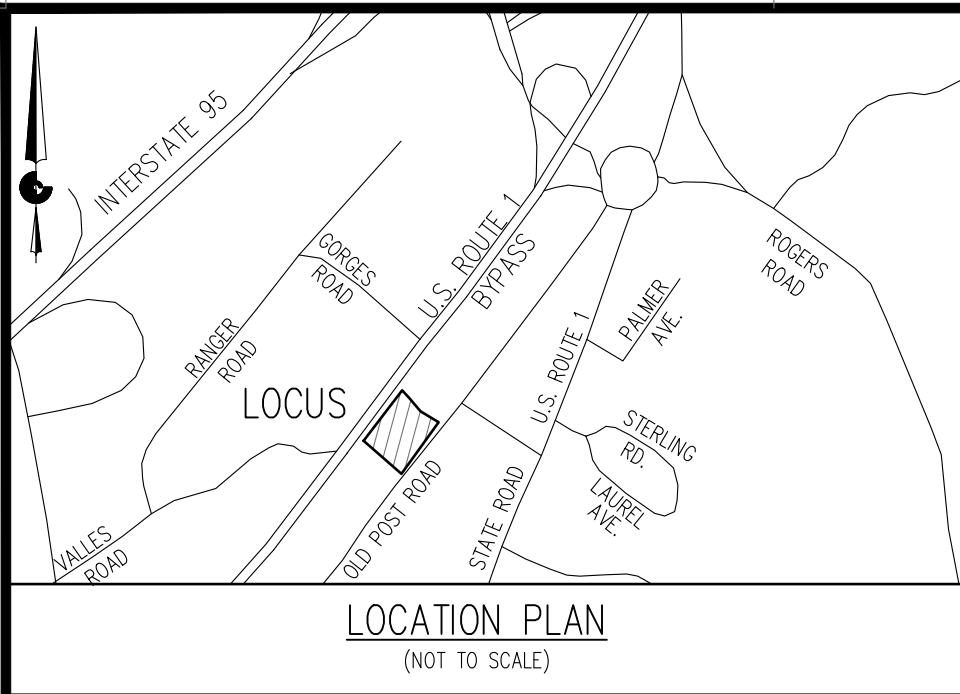 INTERSTATE 95
GORGES
ROAD
U.S. ROUTE 1
BYPASS
ROGERS
ROAD
RANGER
ROAD
PALMER
AVE.
U.S. ROUTE 1
LOCUS
STERLING
RD.
LAUREL
AVE.
OLD POST ROAD
STATE ROAD
VALLES
ROAD
LOCATION PLAN
(NOT TO SCALE)